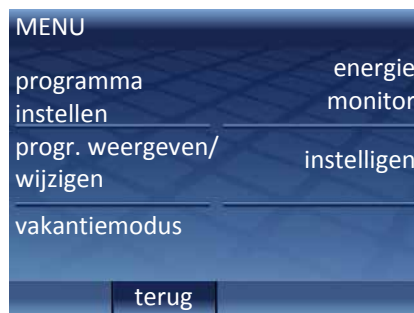 MENU
programma
instellen
energie
monitor
progr. weergeven/
wijzigen
instelligen
vakantiemodus
terug